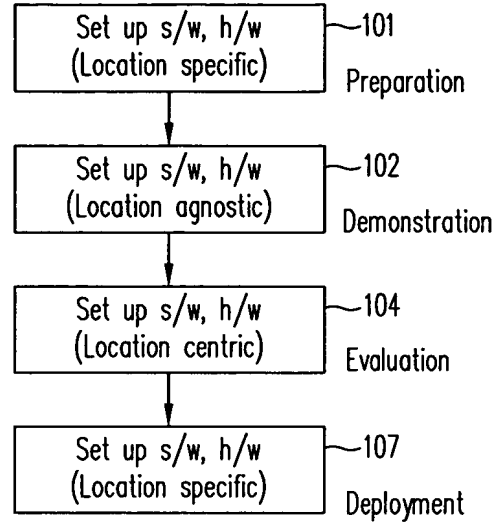 Set up s/w, h/w
(Location specific)
101
Preparation
Set up s/w, h/w
(Location agnostic)
102
Demonstration
Set up s/w, h/w
(Location centric)
104
Evaluation
Set up s/w, h/w
(Location specific)
107
Deployment